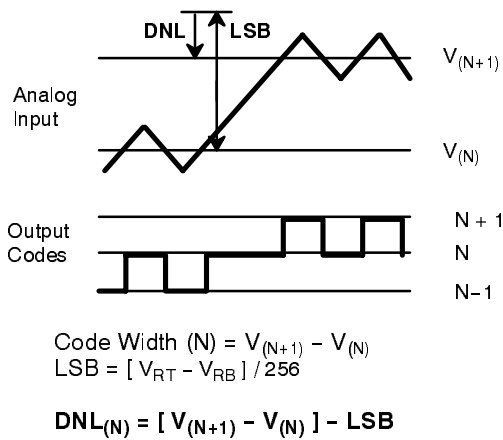 DNL LSB
V(N+1)
Analog
Input
V(N)
Output
Codes
N + 1
N
N–1
Code Width (N) = V(N+1) – V(N)
LSB = [ VRT – VRB ] / 256
DNL(N) = [ V(N+1) – V(N) ] – LSB